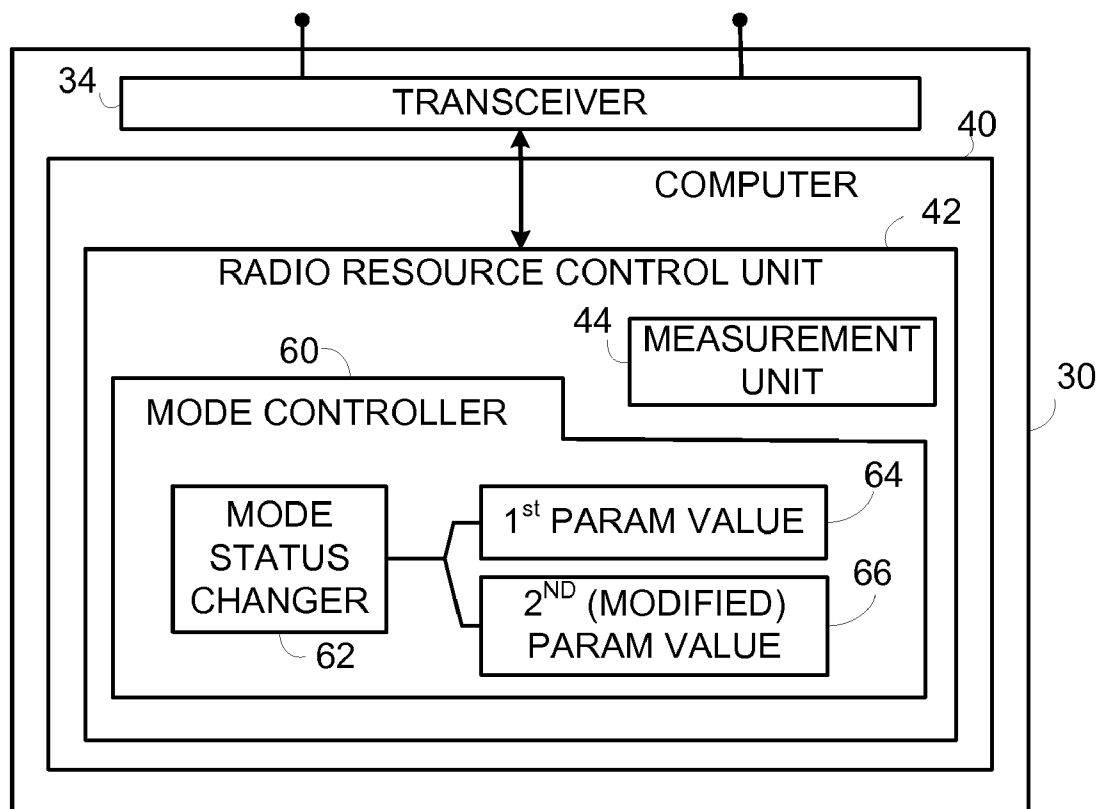 34
TRANSCEIVER
40
COMPUTER
42
RADIO RESOURCE CONTROL UNIT
44
MEASUREMENT
UNIT
60
30
MODE CONTROLLER
64
MODE
STATUS
CHANGER
1st PARAM VALUE
66
2ND (MODIFIED)
PARAM VALUE
62